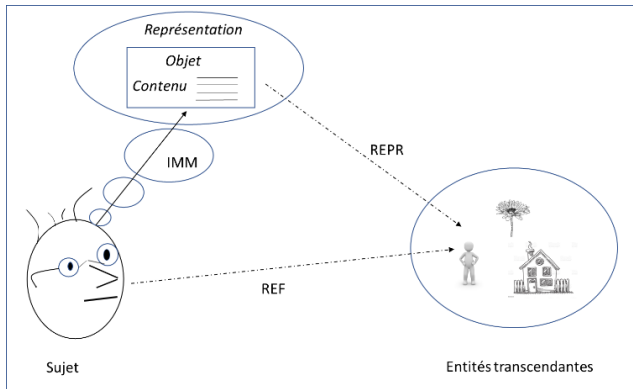 Représentation
Objet
Contenu
IMM
REPR
REF
Sujet
Entités transcendantes